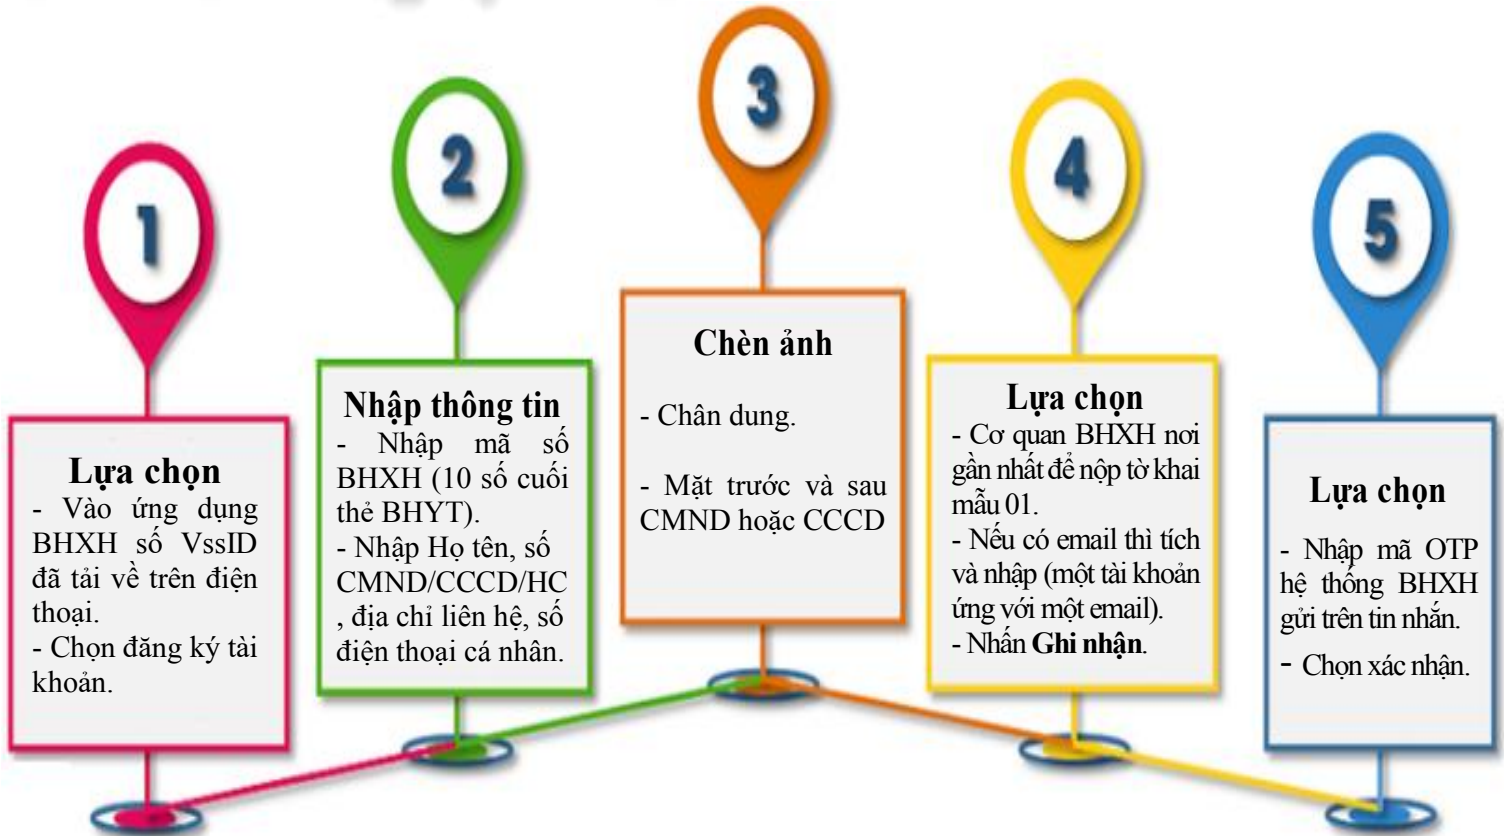 1
Lựa chọn
- Vào ứng dụng
BHXH số VssID
đã tải về trên điện
thoại.
- Chọn đăng ký tài
khoản.
2
Nhập thông tin
- Nhập mã số
BHXH (10 số cuối
thẻ BHYT).
- Nhập Họ tên, số
CMND/CCCD/HC
, địa chỉ liên hệ, số
điện thoại cá nhân.
3
Chèn ảnh
- Chân dung.
- Mặt trước và sau
CMND hoặc CCCD
4
Lựa chọn
- Cơ quan BHXH nơi
gần nhất để nộp tờ khai
mẫu 01.
- Nếu có email thì tích
và nhập (một tài khoản
ứng với một email).
- Nhấn Ghi nhận.
5
Lựa chọn
- Nhập mã OTP
hệ thống BHXH
gửi trên tin nhắn.
- Chọn xác nhận.